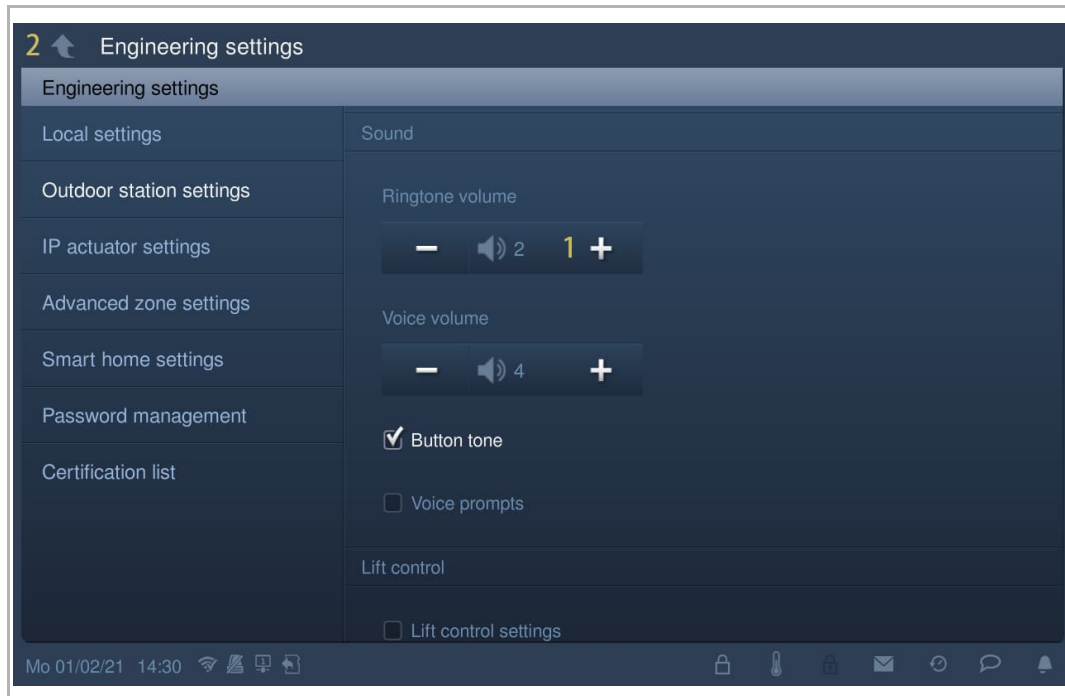 2 Engineering settings
Engineering settings
Local settings
Outdoor station settings
IP actuator settings
Advanced zone settings
Smart home settings
Password management
Certification list
Sound
Ringtone volume
− 2 1 +
Voice volume
− 4 +
Button tone
Voice prompts
Lift control
Lift control settings
Mo 01/02/21 14:30